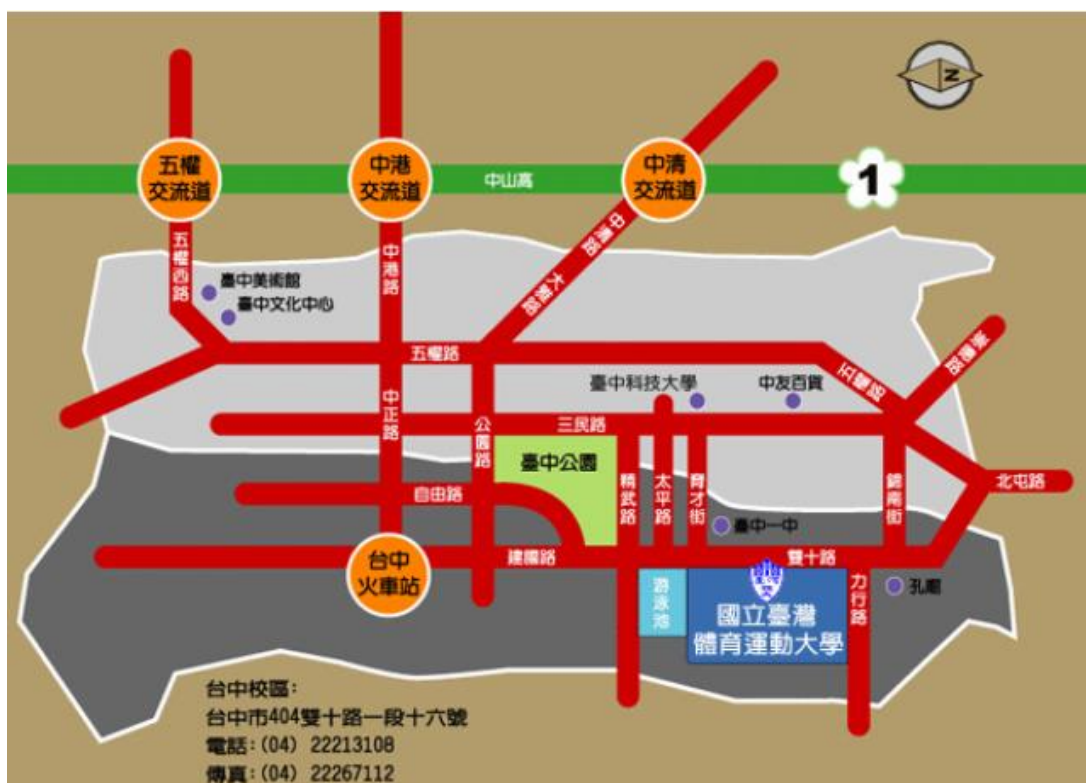 N
五權
交流道
中港
交流道
中清
交流道
中山高
1
五權西路
中港路
中清路
大雅路
臺中美術館
臺中文化中心
五權路
五權路
崇德路
臺中科技大學
中友百貨
中正路
公園路
三民路
臺中公園
精武路
太平路
育才街
錦南街
北屯路
自由路
臺中一中
台中
火車站
建國路
雙十路
游泳池
國立臺灣
體育運動大學
力行路
孔廟
台中校區:
台中市404雙十路一段十六號
電話:(04) 22213108
傳真:(04) 22267112